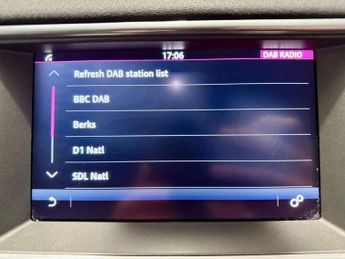 17:06
DAB RADIO
Refresh DAB station list
BBC DAB
Berks
D1 Natl
SDL Natl